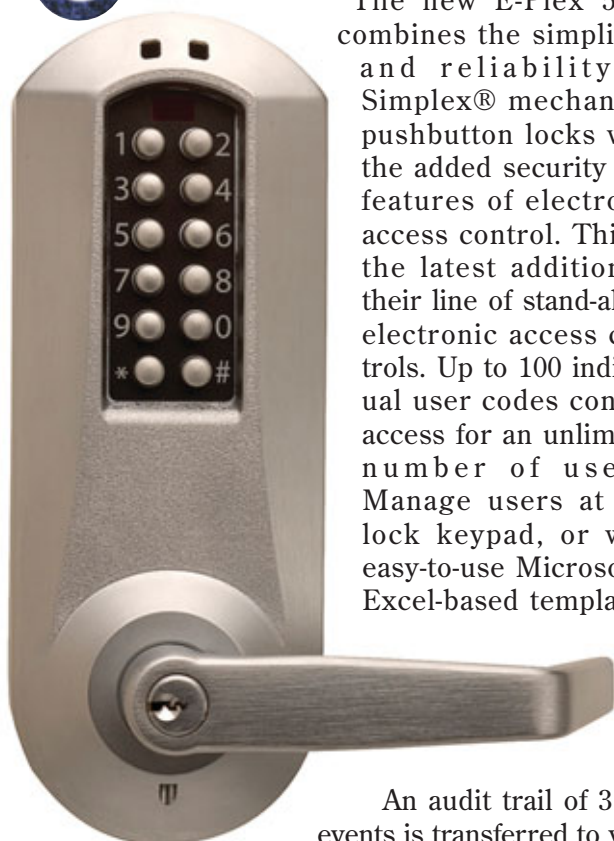 The new E-Plex 5
combines the simpli
and reliability
Simplex® mechan
pushbutton locks
the added security
features of electro
access control. Thi
the latest addition
their line of stand-al
electronic access c
trols. Up to 100 indi
ual user codes con
access for an unlim
number of use
Manage users at
lock keypad, or
easy-to-use Microso
Excel-based templa
An audit trail of 3
events is transferred to
1 2
3 4
5 6
7 8
9 0
* #